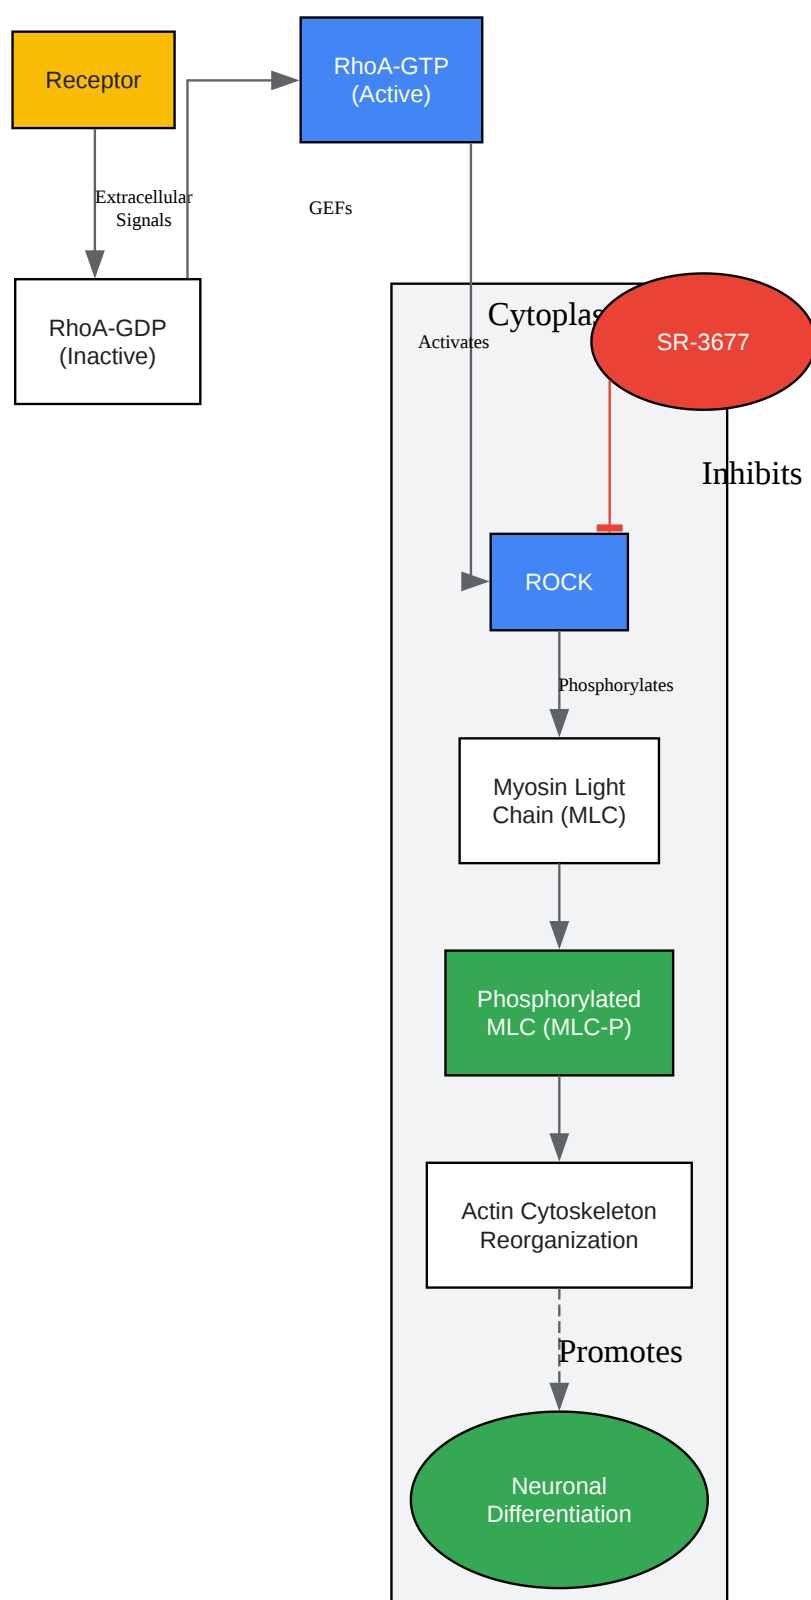 Receptor
RhoA-GTP
(Active)
Extracellular
Signals
GEFs
RhoA-GDP
(Inactive)
Cytoplas
SR-3677
Activates
Inhibits
ROCK
Phosphorylates
Myosin Light
Chain (MLC)
Phosphorylated
MLC (MLC-P)
Actin Cytoskeleton
Reorganization
Promotes
Neuronal
Differentiation